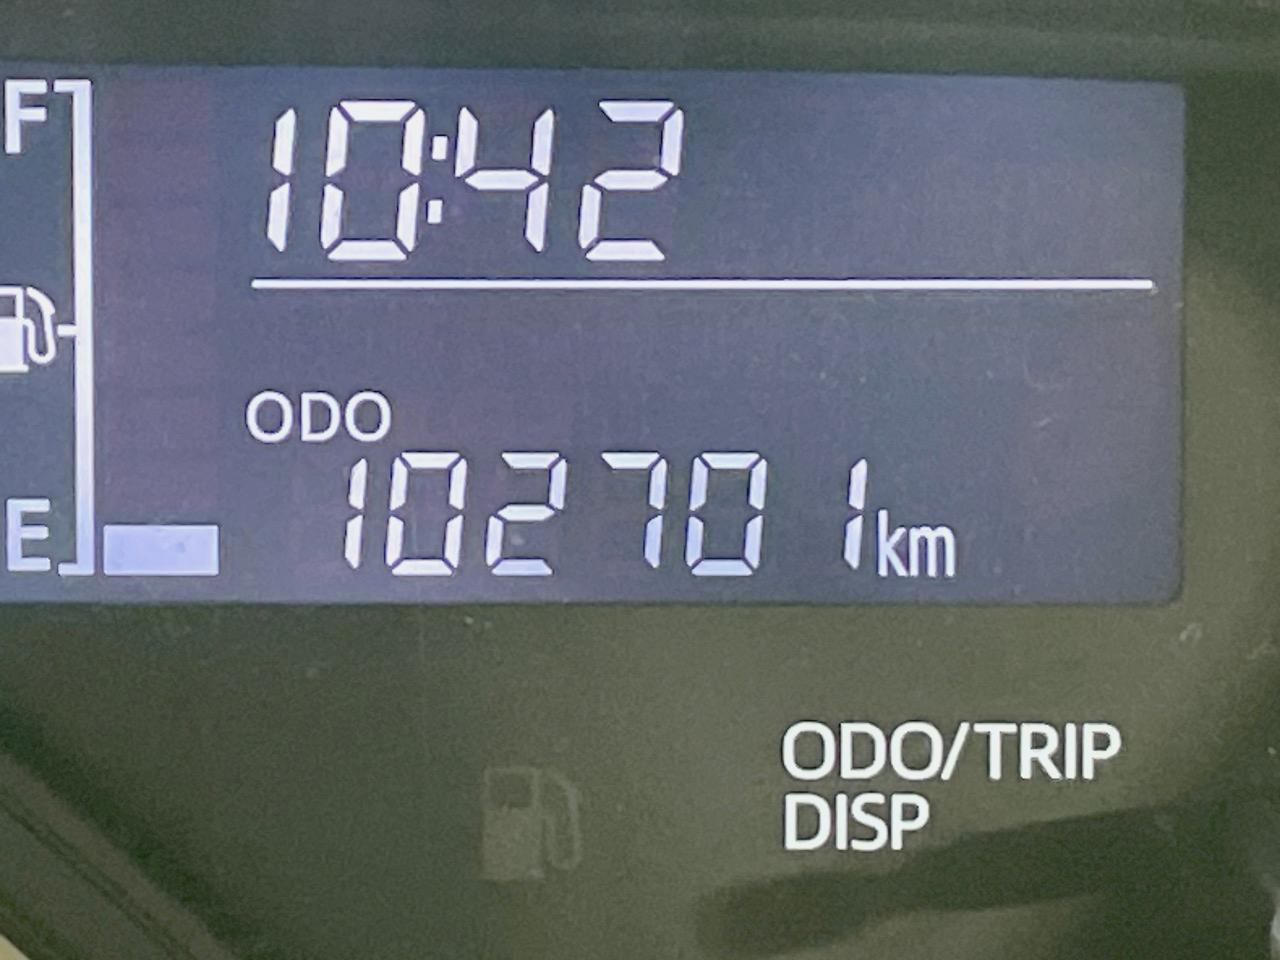 F
10:42
ODO
102701km
E
ODO/TRIP
DISP